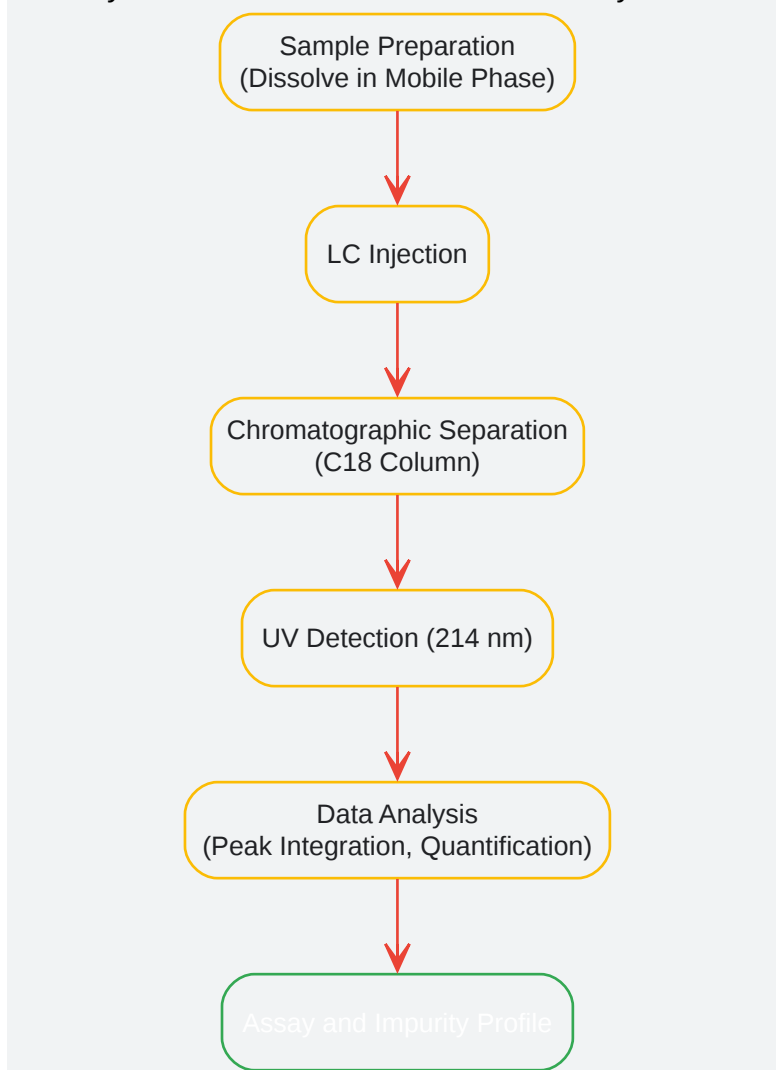 Sample Preparation
(Dissolve in Mobile Phase)
LC Injection
Chromatographic Separation
(C18 Column)
UV Detection (214 nm)
Data Analysis
(Peak Integration, Quantification)
Assay and Impurity Profile